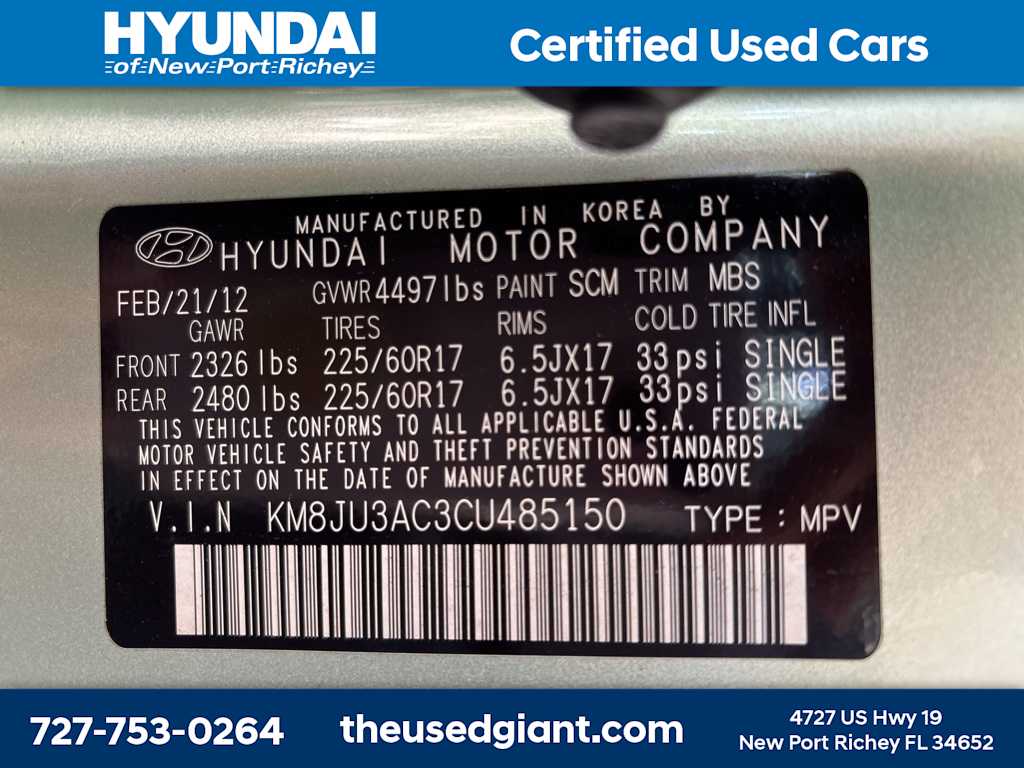 HYUNDAI
of New Port Richey
Certified Used Cars
MANUFACTURED IN KOREA BY
HYUNDAI MOTOR COMPANY
FEB/21/12 GVWR 4497lbs PAINT SCM TRIM MBS
GAWR TIRES RIMS COLD TIRE INFL
FRONT 2326 lbs 225/60R17 6.5JX17 33psi SINGLE
REAR 2480 lbs 225/60R17 6.5JX17 33psi SINGLE
THIS VEHICLE CONFORMS TO ALL APPLICABLE U.S.A. FEDERAL
MOTOR VEHICLE SAFETY AND THEFT PREVENTION STANDARDS
IN EFFECT ON THE DATE OF MANUFACTURE SHOWN ABOVE
V.I.N KM8JU3AC3CU485150 TYPE : MPV
727-753-0264
theusedgiant.com
4727 US Hwy 19
New Port Richey FL 34652